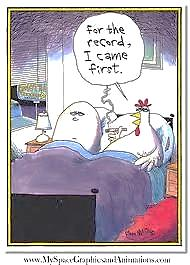 for the
record,
I came
first.
www.MySpaceGraphicsandAnimations.com